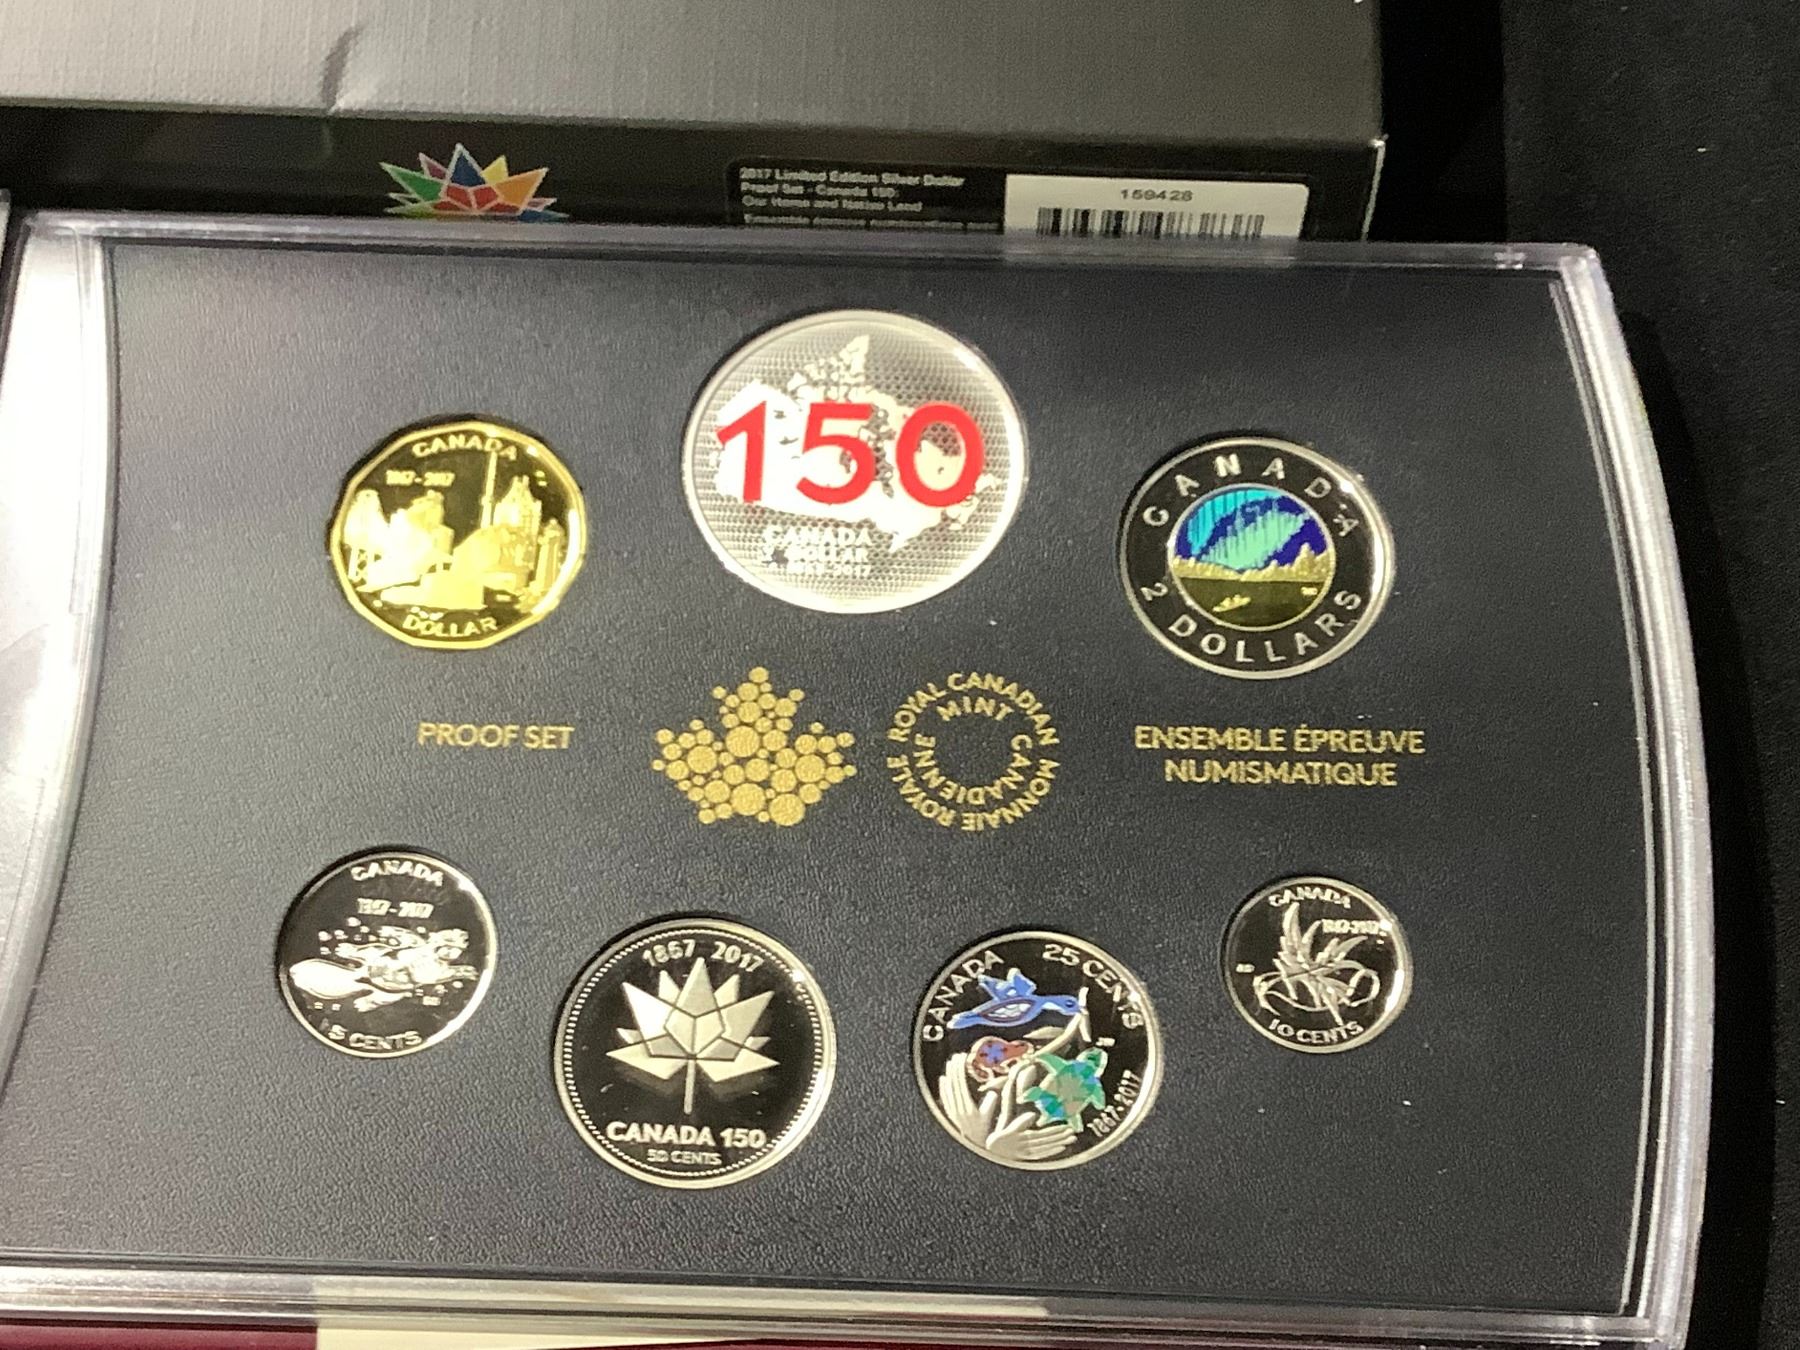 2017 Limited Edition Silver Dollar
Proof Set - Canada 150
Our Home and Native Land
159428
CANADA
1867-2017
DOLLAR
150
CANADA
DOLLAR
1867-2017
CANADA
2 DOLLARS
PROOF SET
ROYAL CANADIAN MINT
MONNAIE ROYALE CANADIENNE
ENSEMBLE ÉPREUVE
NUMISMATIQUE
CANADA
1867-2017
5 CENTS
1867 2017
CANADA 150
50 CENTS
CANADA 25 CENTS
JW
1867-2017
CANADA
1867-2017
10 CENTS